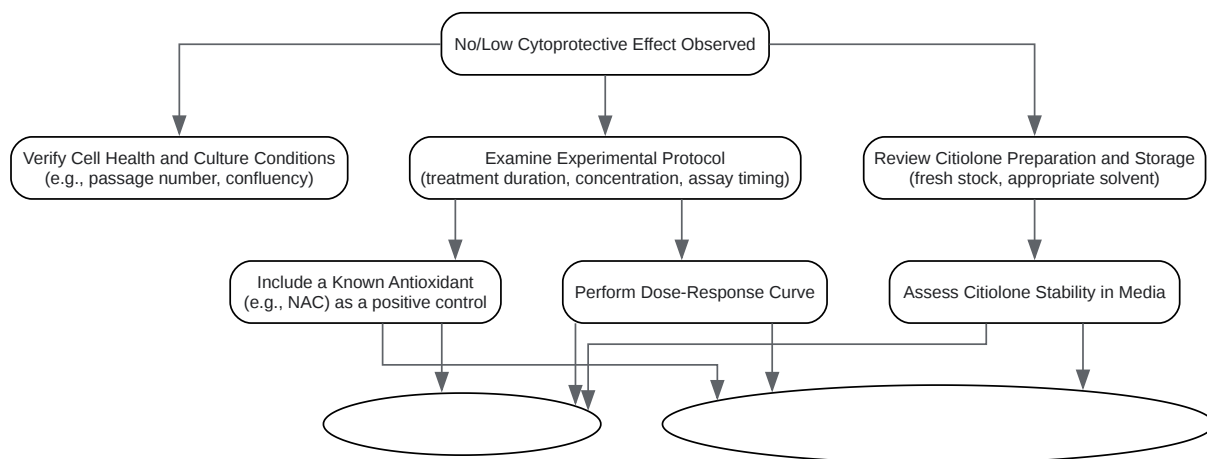 No/Low Cytoprotective Effect Observed
Verify Cell Health and Culture Conditions
(e.g., passage number, confluency)
Examine Experimental Protocol
(treatment duration, concentration, assay timing)
Review Citiolone Preparation and Storage
(fresh stock, appropriate solvent)
Include a Known Antioxidant
(e.g., NAC) as a positive control
Perform Dose-Response Curve
Assess Citiolone Stability in Media